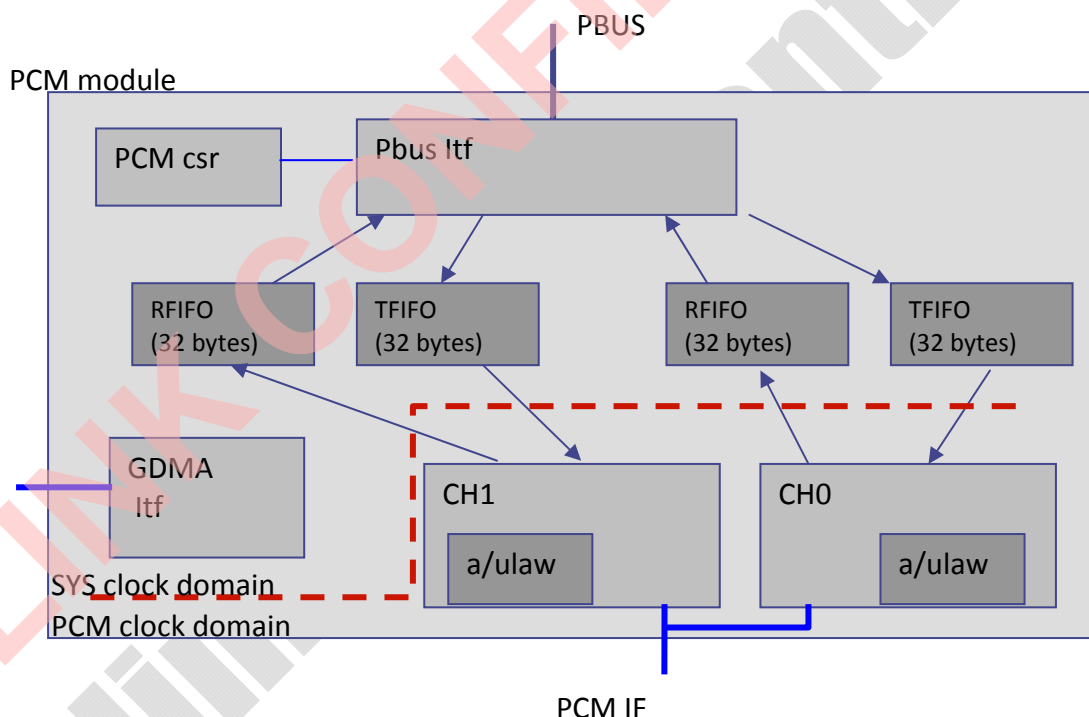 PBUS
PCM module
PCM csr
Pbus Itf
RFIFO
(32 bytes)
TFIFO
(32 bytes)
RFIFO
(32 bytes)
TFIFO
(32 bytes)
GDMA
Itf
CH1
a/ulaw
CH0
a/ulaw
SYS clock domain
PCM clock domain
PCM IF